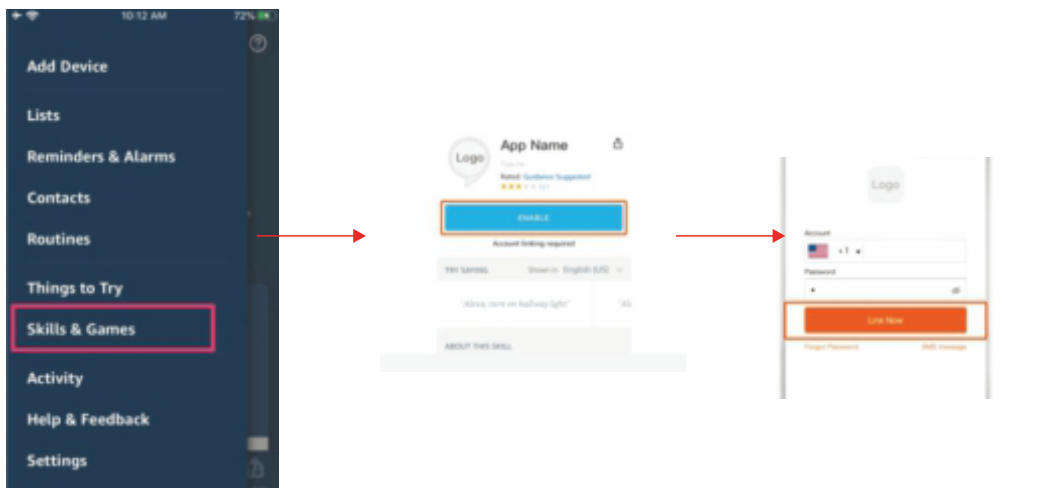 10:12 AM
72%
Add Device
Lists
Reminders & Alarms
Contacts
Routines
Things to Try
Skills & Games
Activity
Help & Feedback
Settings
App Name
Logo
Rated: Guidance Suggested
ENABLE
Account linking required
TRY SAYING Shown in English (US)
"Alexa, turn on hallway light" "Al
ABOUT THIS SKILL
Logo
Account
+1
Password
Link Now
Forgot Password SMS message